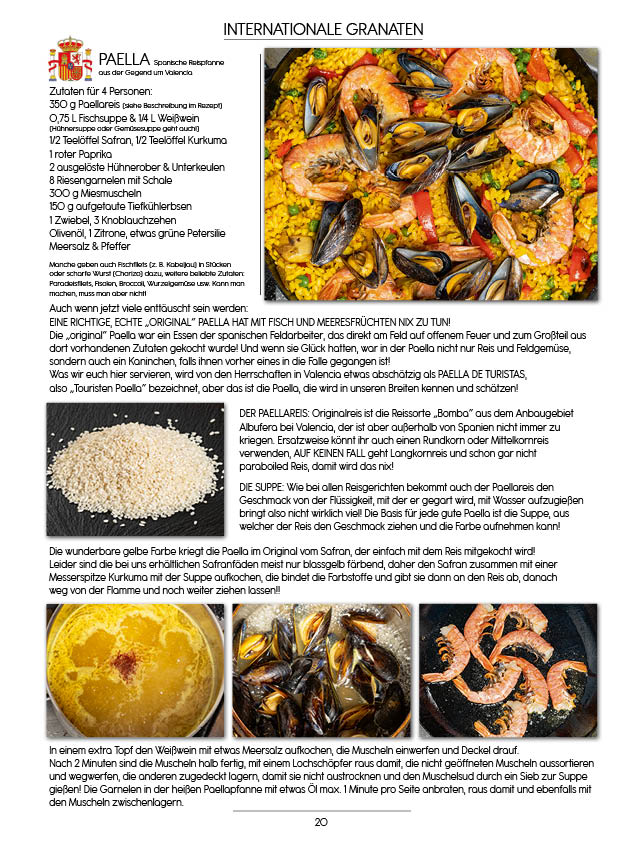 INTERNATIONALE GRANATEN
PAELLA Spanische Reispfanne
aus der Gegend um Valencia
Zutaten für 4 Personen:
350 g Paellareis (siehe Beschreibung im Rezept)
0,75 L Fischsuppe & 1/4 L Weißwein
(Hühnersuppe oder Gemüsesuppe geht auch!)
1/2 Teelöffel Safran, 1/2 Teelöffel Kurkuma
1 roter Paprika
2 ausgelöste Hühnerober & Unterkeulen
8 Riesengarnelen mit Schale
300 g Miesmuscheln
150 g aufgetaute Tiefkühlerbsen
1 Zwiebel, 3 Knoblauchzehen
Olivenöl, 1 Zitrone, etwas grüne Petersilie
Meersalz & Pfeffer
Manche geben auch Fischfilets (z. B. Kabeljau) in Stücken
oder scharfe Wurst (Chorizo) dazu, weitere beliebte Zutaten:
Paradeisfilets, Fisolen, Broccoli, Wurzelgemüse usw. Kann man
machen, muss man aber nicht!
Auch wenn jetzt viele enttäuscht sein werden:
EINE RICHTIGE, ECHTE „ORIGINAL" PAELLA HAT MIT FISCH UND MEERESFRÜCHTEN NIX ZU TUN!
Die „original" Paella war ein Essen der spanischen Feldarbeiter, das direkt am Feld auf offenem Feuer und zum Großteil aus
dort vorhandenen Zutaten gekocht wurde! Und wenn sie Glück hatten, war in der Paella nicht nur Reis und Feldgemüse,
sondern auch ein Kaninchen, falls ihnen vorher eines in die Falle gegangen ist!
Was wir euch hier servieren, wird von den Herrschaften in Valencia etwas abschätzig als PAELLA DE TURISTAS,
also „Touristen Paella" bezeichnet, aber das ist die Paella, die wird in unseren Breiten kennen und schätzen!
DER PAELLAREIS: Originalreis ist die Reissorte „Bomba" aus dem Anbaugebiet
Albufera bei Valencia, der ist aber außerhalb von Spanien nicht immer zu
kriegen. Ersatzweise könnt ihr auch einen Rundkorn oder Mittelkornreis
verwenden, AUF KEINEN FALL geht Langkornreis und schon gar nicht
paraboiled Reis, damit wird das nix!
DIE SUPPE: Wie bei allen Reisgerichten bekommt auch der Paellareis den
Geschmack von der Flüssigkeit, mit der er gegart wird, mit Wasser aufzugießen
bringt also nicht wirklich viel! Die Basis für jede gute Paella ist die Suppe, aus
welcher der Reis den Geschmack ziehen und die Farbe aufnehmen kann!
Die wunderbare gelbe Farbe kriegt die Paella im Original vom Safran, der einfach mit dem Reis mitgekocht wird!
Leider sind die bei uns erhältlichen Safranfäden meist nur blassgelb färbend, daher den Safran zusammen mit einer
Messerspitze Kurkuma mit der Suppe aufkochen, die bindet die Farbstoffe und gibt sie dann an den Reis ab, danach
weg von der Flamme und noch weiter ziehen lassen!!
In einem extra Topf den Weißwein mit etwas Meersalz aufkochen, die Muscheln einwerfen und Deckel drauf.
Nach 2 Minuten sind die Muscheln halb fertig, mit einem Lochschöpfer raus damit, die nicht geöffneten Muscheln aussortieren
und wegwerfen, die anderen zugedeckt lagern, damit sie nicht austrocknen und den Muschelsud durch ein Sieb zur Suppe
gießen! Die Garnelen in der heißen Paellapfanne mit etwas Öl max. 1 Minute pro Seite anbraten, raus damit und ebenfalls mit
den Muscheln zwischenlagern.
20